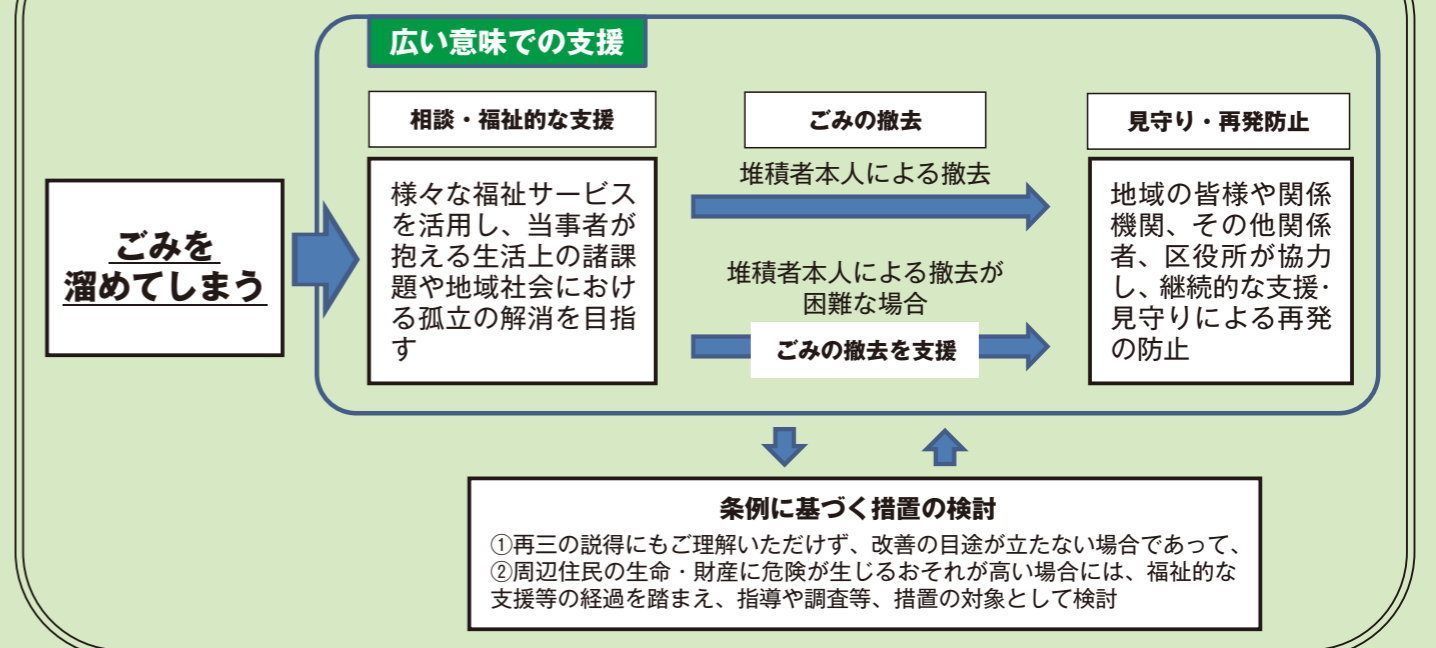 広い意味での支援
相談・福祉的な支援
ごみの撤去
見守り・再発防止
ごみを
溜めてしまう
様々な福祉サービス
を活用し、当事者が
抱える生活上の諸課
題や地域社会におけ
る孤立の解消を目指
す
堆積者本人による撤去
堆積者本人による撤去が
困難な場合
ごみの撤去を支援
地域の皆様や関係
機関、その他関係
者、区役所が協力
し、継続的な支援・
見守りによる再発
の防止
条例に基づく措置の検討
①再三の説得にもご理解いただけず、改善の目途が立たない場合であって、
②周辺住民の生命・財産に危険が生じるおそれが高い場合には、福祉的な
支援等の経過を踏まえ、指導や調査等、措置の対象として検討